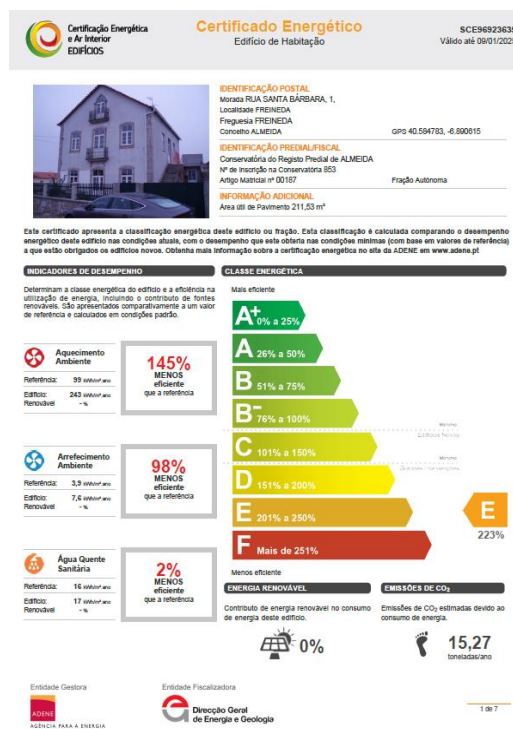 Certificação Energética
e Ar Interior
EDIFÍCIOS
Certificado Energético
Edifício de Habitação
SCE9692363
Válido até 09/01/202
IDENTIFICAÇÃO POSTAL
Morada RUA SANTA BÁRBARA, 1,
Localidade FREINEDA
Freguesia FREINEDA
Concelho ALMEIDA
GPS 40.584783, -6.890615
IDENTIFICAÇÃO PREDIAL/FISCAL
Conservatória do Registo Predial de ALMEIDA
Nº de Inscrição na Conservatória 853
Artigo Matricial nº 00187
Fração Autónoma
INFORMAÇÃO ADICIONAL
Área útil de Pavimento 211,53 m²
Este certificado apresenta a classificação energética deste edifício ou fração. Esta classificação é calculada comparando o desempenho
energético deste edifício nas condições atuais, com o desempenho que este obteria nas condições mínimas (com base em valores de referência)
a que estão obrigados os edifícios novos. Obtenha mais informação sobre a certificação energética no site da ADENE em www.adene.pt
INDICADORES DE DESEMPENHO
Determinam a classe energética do edifício e a eficiência na
utilização de energia, incluindo o contributo de fontes
renováveis. São apresentados comparativamente a um valor
de referência e calculados em condições padrão.
Aquecimento
Ambiente
Referência: 99 kWh/m².ano
Edifício: 243 kWh/m².ano
Renovável - %
145%
MENOS
eficiente
que a referência
Arrefecimento
Ambiente
Referência: 3,9 kWh/m².ano
Edifício: 7,6 kWh/m².ano
Renovável - %
98%
MENOS
eficiente
que a referência
Água Quente
Sanitária
Referência: 16 kWh/m².ano
Edifício: 17 kWh/m².ano
Renovável - %
2%
MENOS
eficiente
que a referência
CLASSE ENERGÉTICA
Mais eficiente
A+ 0% a 25%
A 26% a 50%
B 51% a 75%
B- 76% a 100%
Mínimo:
Edifícios Novos
C 101% a 150%
Mínimo:
Grandes Intervenções
D 151% a 200%
E 201% a 250%
E
223%
F Mais de 251%
Menos eficiente
ENERGIA RENOVÁVEL
Contributo de energia renovável no consumo
de energia deste edifício.
0%
EMISSÕES DE CO₂
Emissões de CO₂ estimadas devido ao
consumo de energia.
15,27
toneladas/ano
Entidade Gestora
ADENE
AGÊNCIA PARA A ENERGIA
Entidade Fiscalizadora
Direcção Geral
de Energia e Geologia
1 de 7